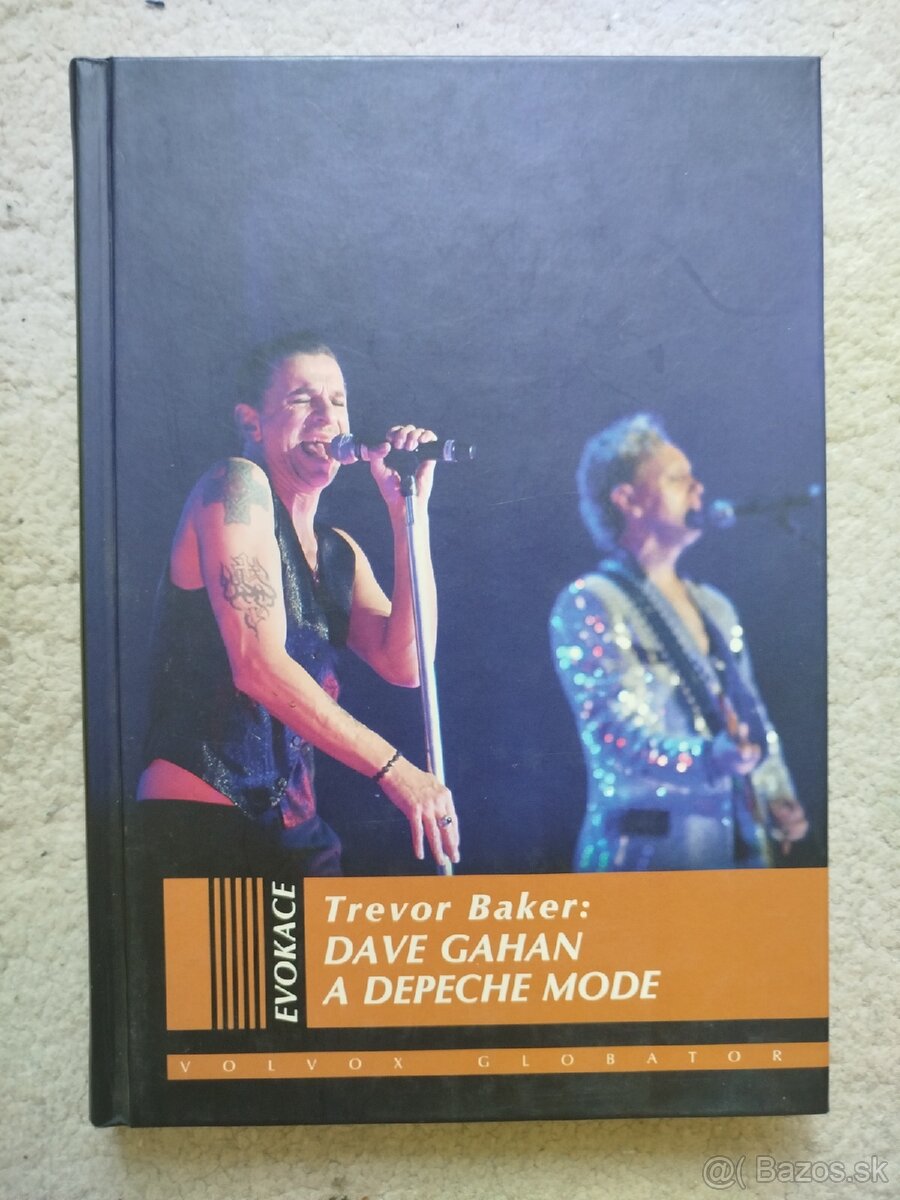 EVOKACE
Trevor Baker:
DAVE GAHAN
A DEPECHE MODE
VOLVOX GLOBATOR
@( Bazos.sk